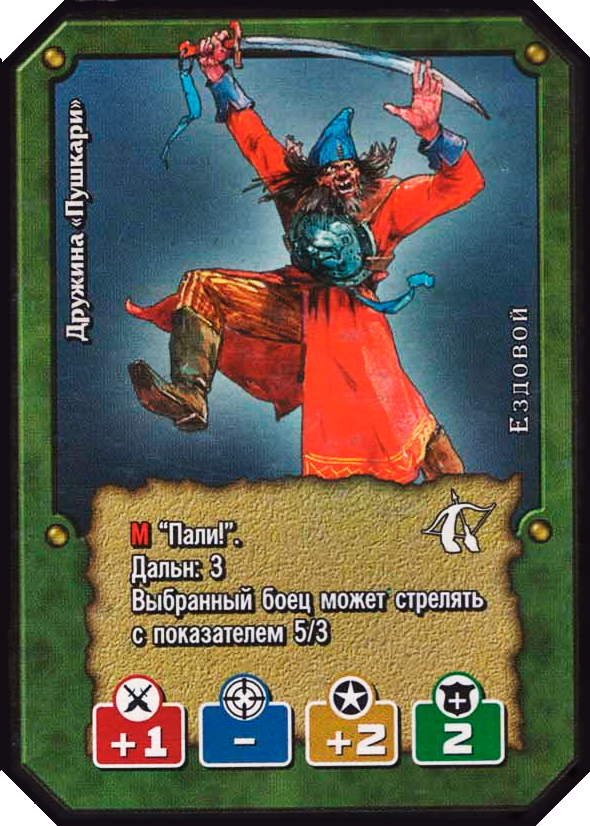 Дружина «Пушкари»
Ездовой
М “Пали!”.
Дальн: 3
Выбранный боец может стрелять
с показателем 5/3
+1
-
+2
2